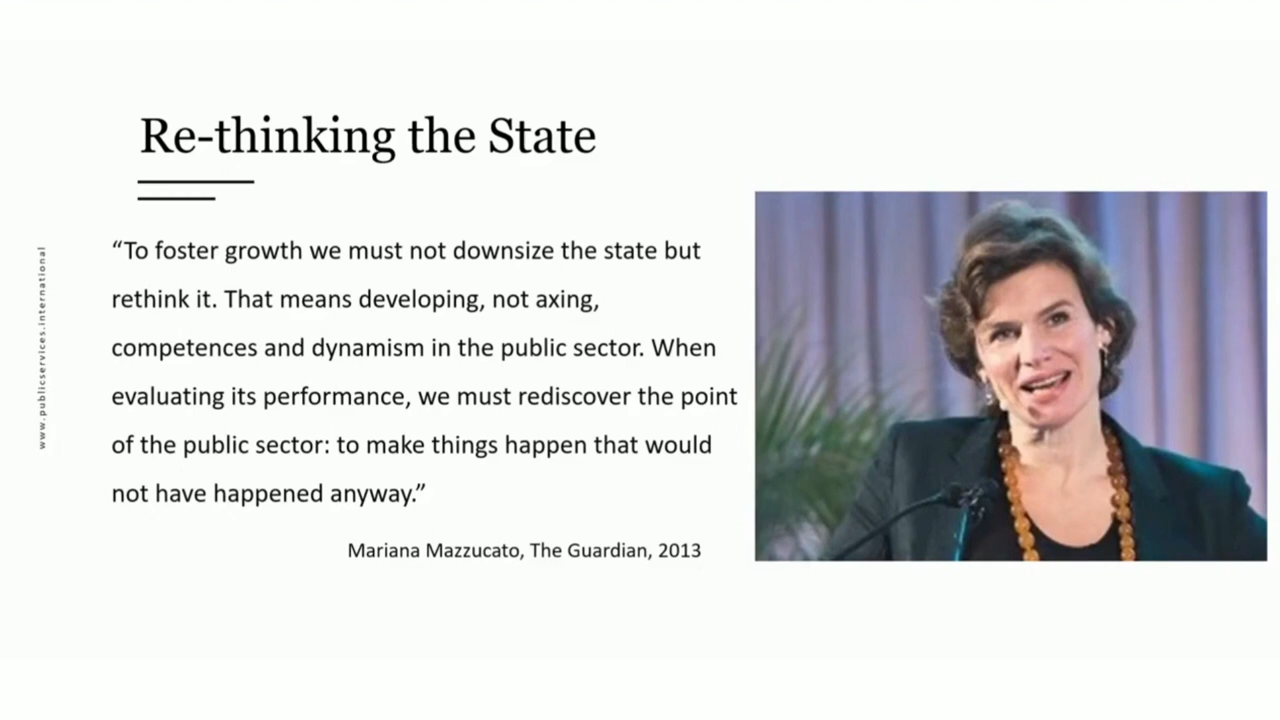 Re-thinking the State
“To foster growth we must not downsize the state but
rethink it. That means developing, not axing,
competences and dynamism in the public sector. When
evaluating its performance, we must rediscover the point
of the public sector: to make things happen that would
not have happened anyway.”
Mariana Mazzucato, The Guardian, 2013
www.publicservices.international